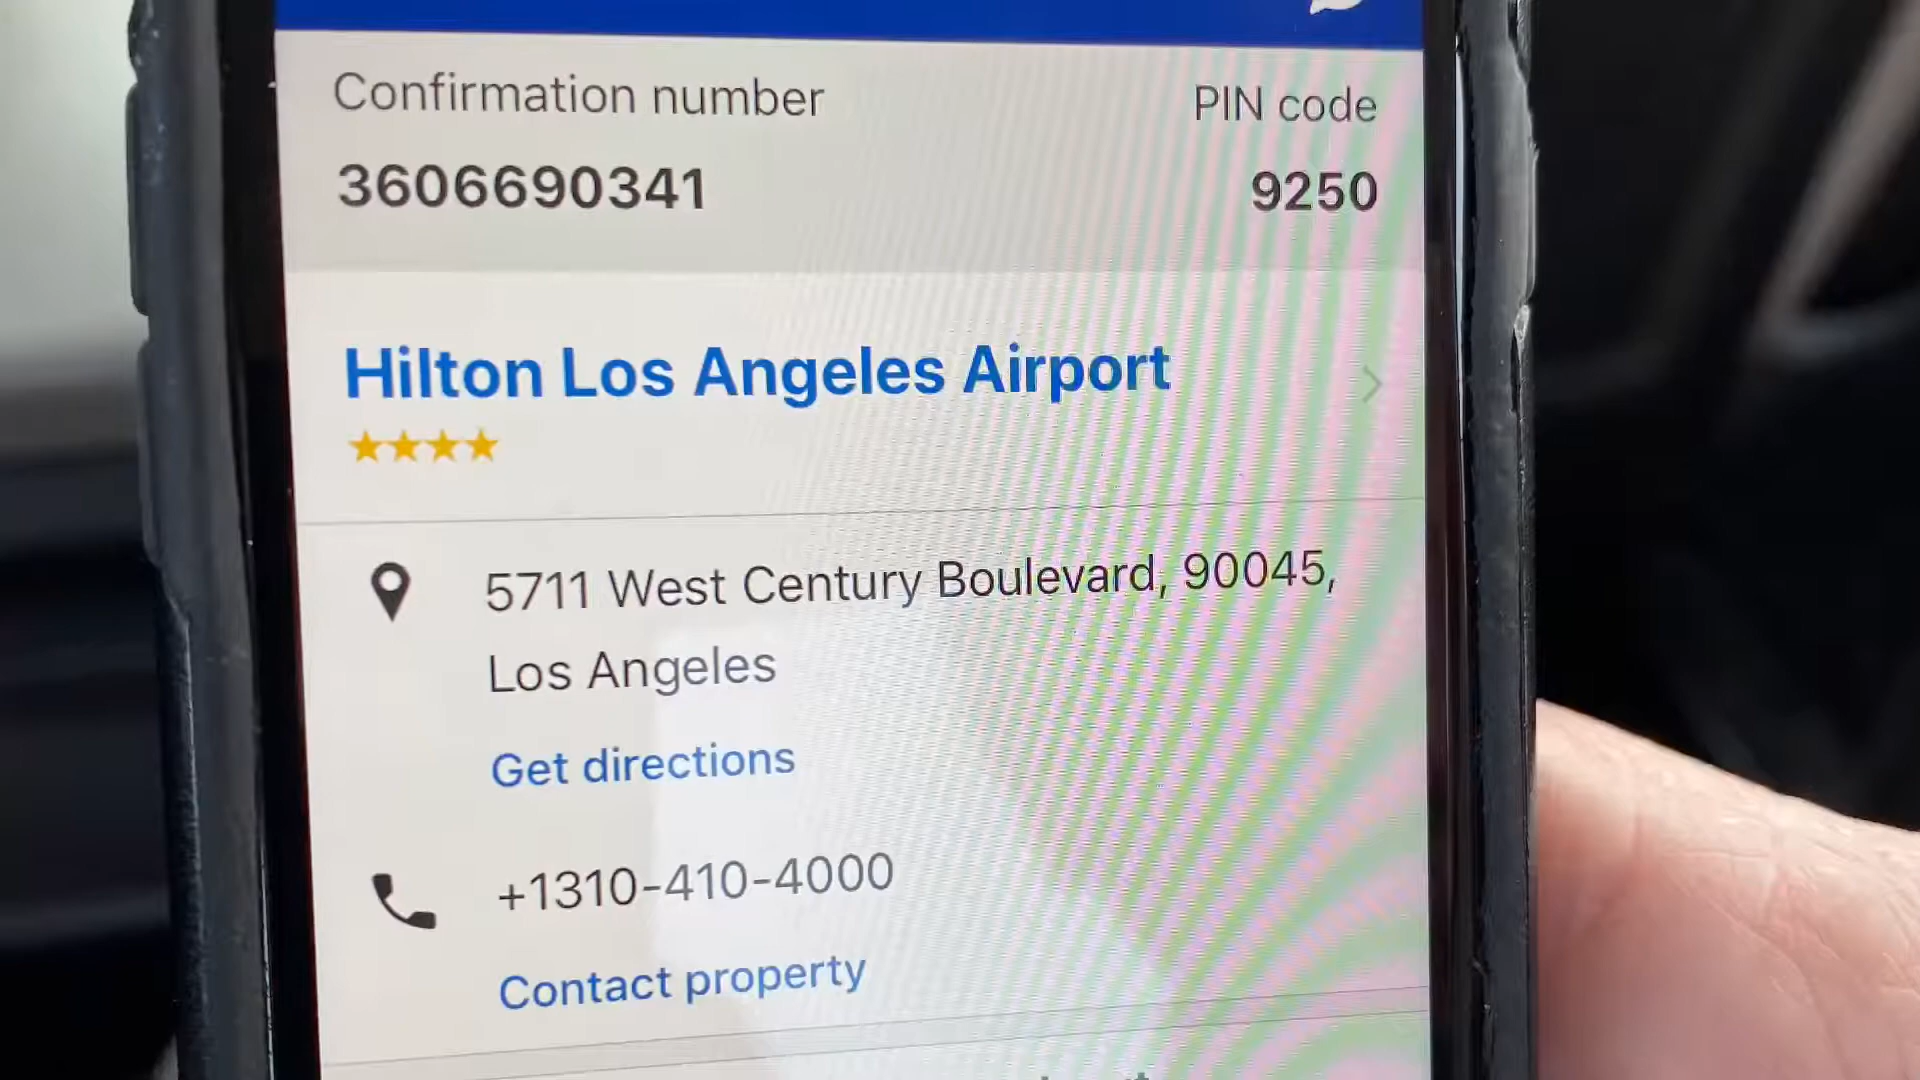 Confirmation number PIN code
3606690341 9250
Hilton Los Angeles Airport
5711 West Century Boulevard, 90045,
Los Angeles
Get directions
+1310-410-4000
Contact property